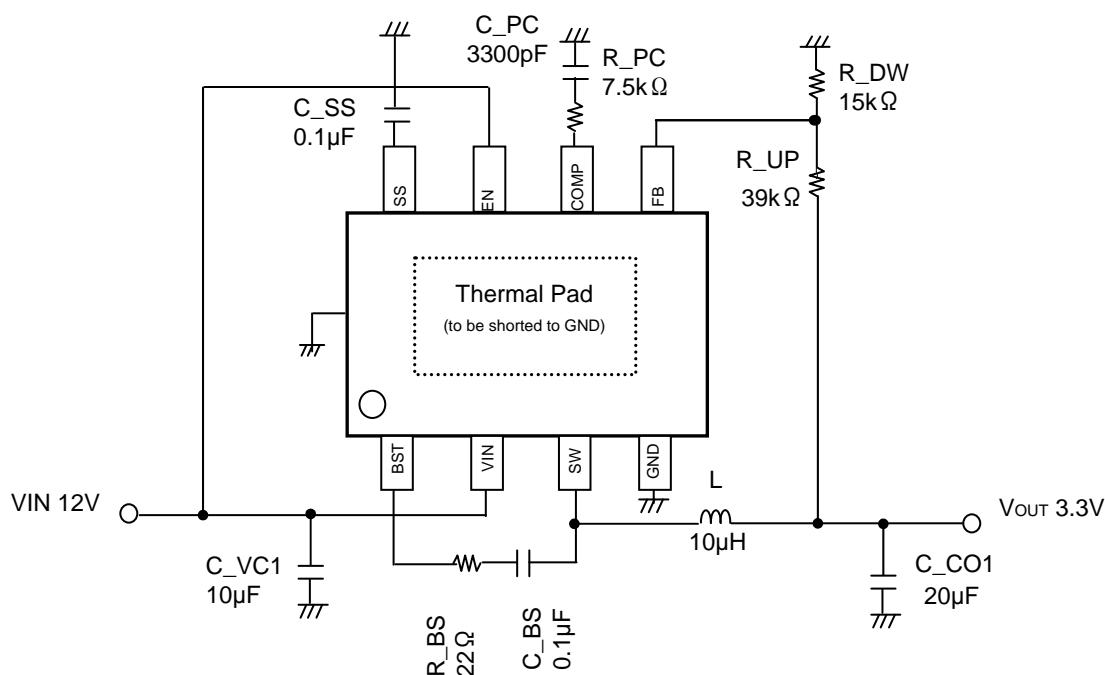 C_PC
3300pF
R_PC
7.5kΩ
R_DW
15kΩ
C_SS
0.1µF
R_UP
39kΩ
SS
EN
COMP
FB
Thermal Pad
(to be shorted to GND)
BST
VIN
SW
GND
VIN 12V
L
10µH
VOUT 3.3V
C_VC1
10µF
C_CO1
20µF
R_BS
22Ω
C_BS
0.1µF